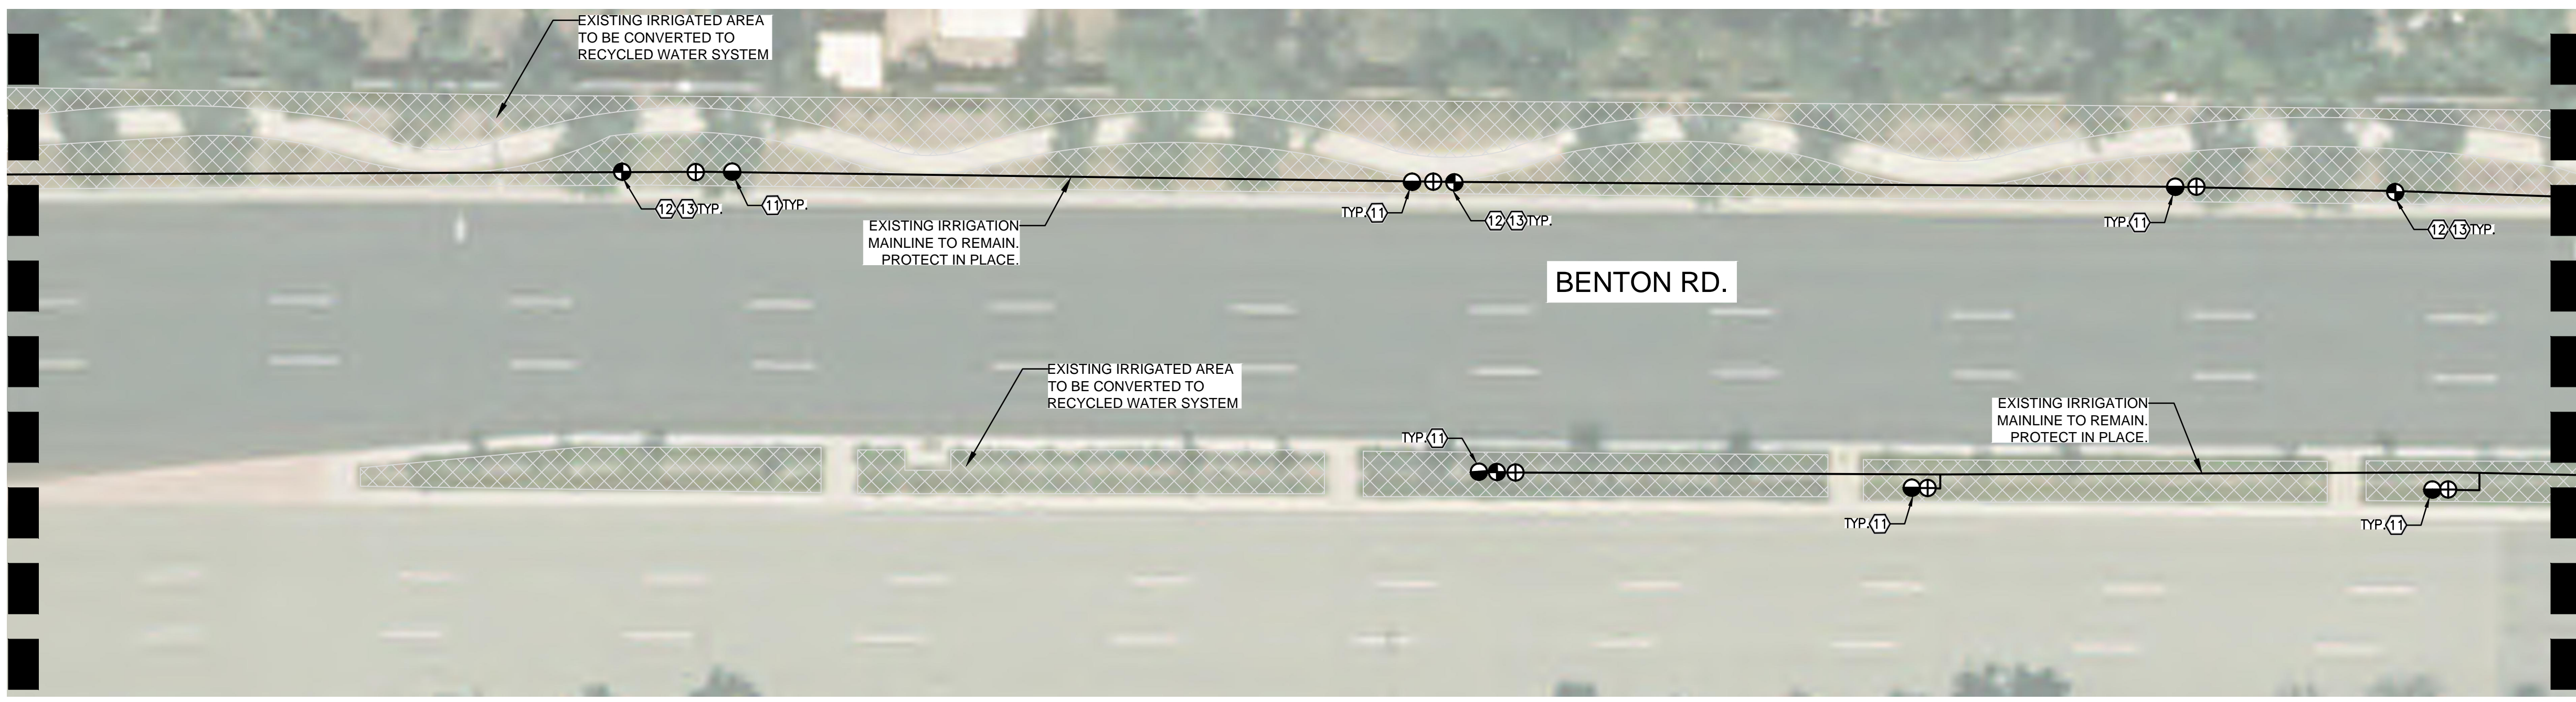 EXISTING IRRIGATED AREA
TO BE CONVERTED TO
RECYCLED WATER SYSTEM
12 13 TYP.
11 TYP.
EXISTING IRRIGATION
MAINLINE TO REMAIN.
PROTECT IN PLACE.
TYP. 11
12 13 TYP.
TYP. 11
12 13 TYP.
BENTON RD.
EXISTING IRRIGATED AREA
TO BE CONVERTED TO
RECYCLED WATER SYSTEM
TYP. 11
EXISTING IRRIGATION
MAINLINE TO REMAIN.
PROTECT IN PLACE.
TYP. 11
TYP. 11